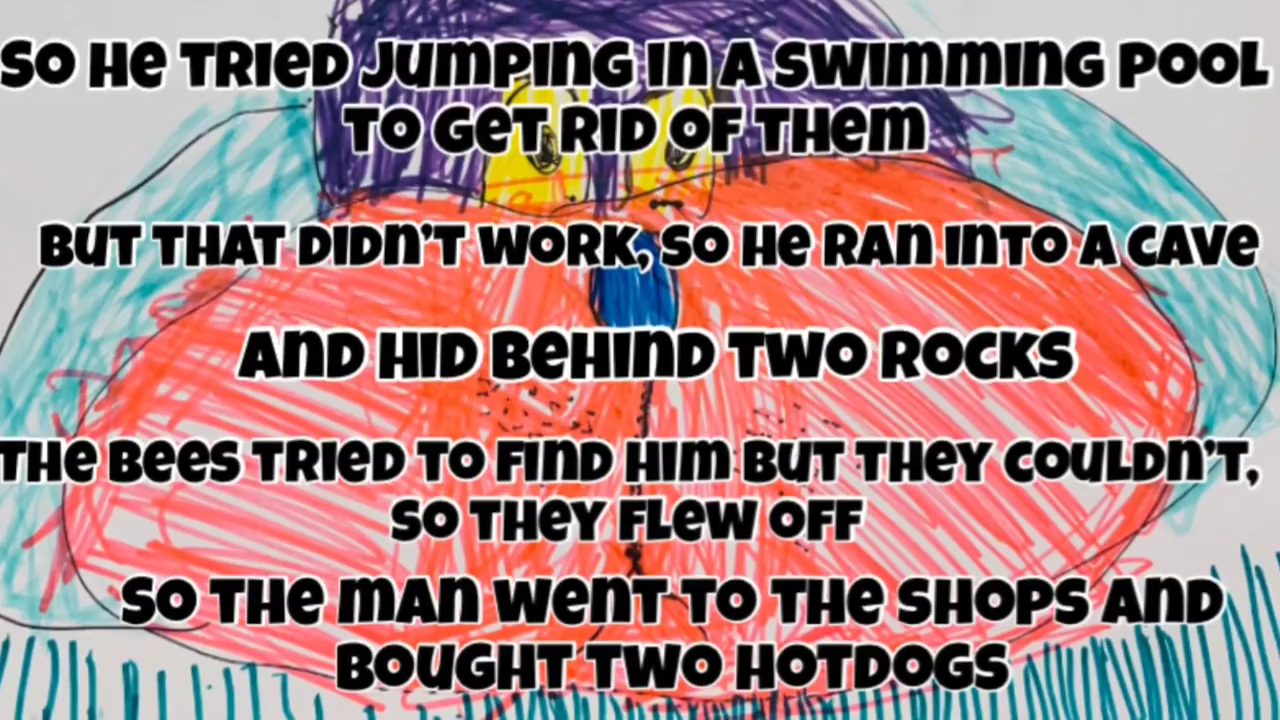 So he tried jumping in a swimming pool
to get rid of them
But that didn't work, so he ran into a cave
and hid behind two rocks
The bees tried to find him but they couldn't,
so they flew off
So the man went to the shops and
bought two hotdogs